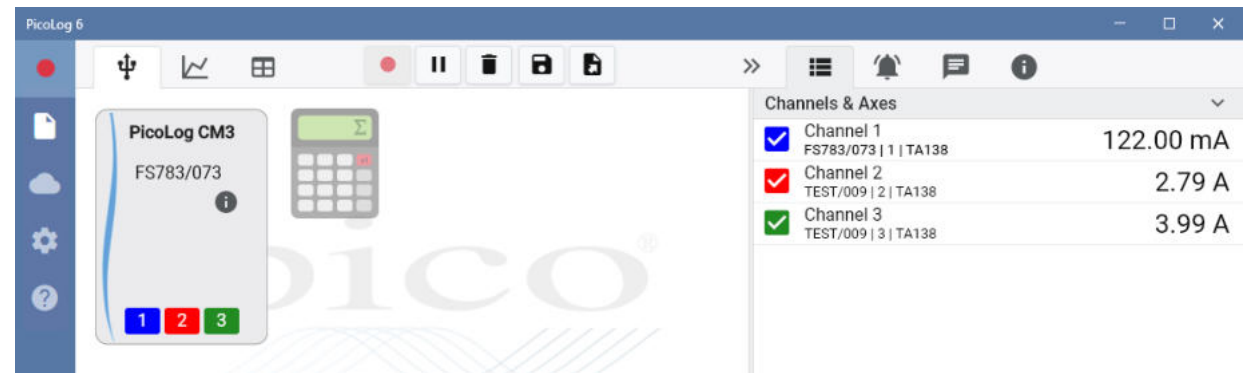 PicoLog 6
PicoLog CM3
FS783/073
1 2 3
Σ
pico®
Channels & Axes
Channel 1
FS783/073 | 1 | TA138
122.00 mA
Channel 2
TEST/009 | 2 | TA138
2.79 A
Channel 3
TEST/009 | 3 | TA138
3.99 A